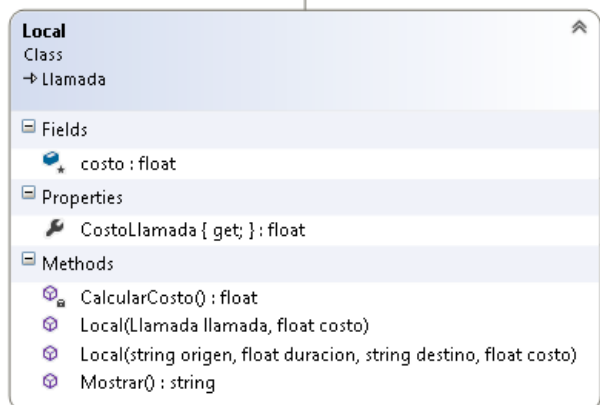 Local
Class
Llamada
Fields
costo : float
Properties
CostoLlamada { get; } : float
Methods
CalcularCosto() : float
Local(Llamada llamada, float costo)
Local(string origen, float duracion, string destino, float costo)
Mostrar() : string